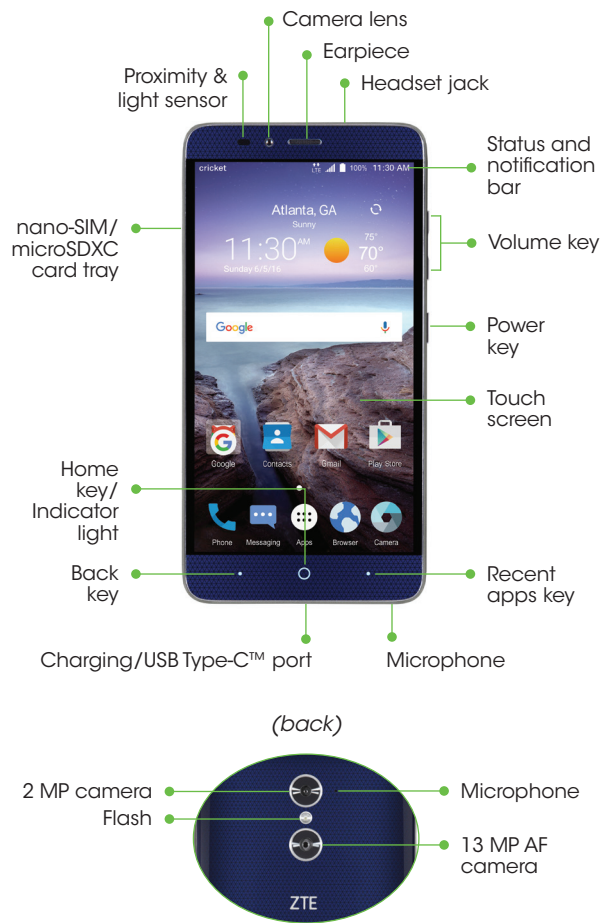 Camera lens
Earpiece
Headset jack
Proximity &
light sensor
Status and
notification
bar
nano-SIM/
microSDXC
card tray
Volume key
Power
key
Touch
screen
Home
key/
Indicator
light
Back
key
Recent
apps key
cricket LTE 100% 11:30 AM
Atlanta, GA
Sunny
11:30 AM
Sunday 6/5/16
75°
70°
60°
Google
Google Contacts Gmail Play Store
Phone Messaging Apps Browser Camera
Charging/USB Type-C™ port
Microphone
(back)
2 MP camera
Flash
Microphone
13 MP AF
camera
ZTE